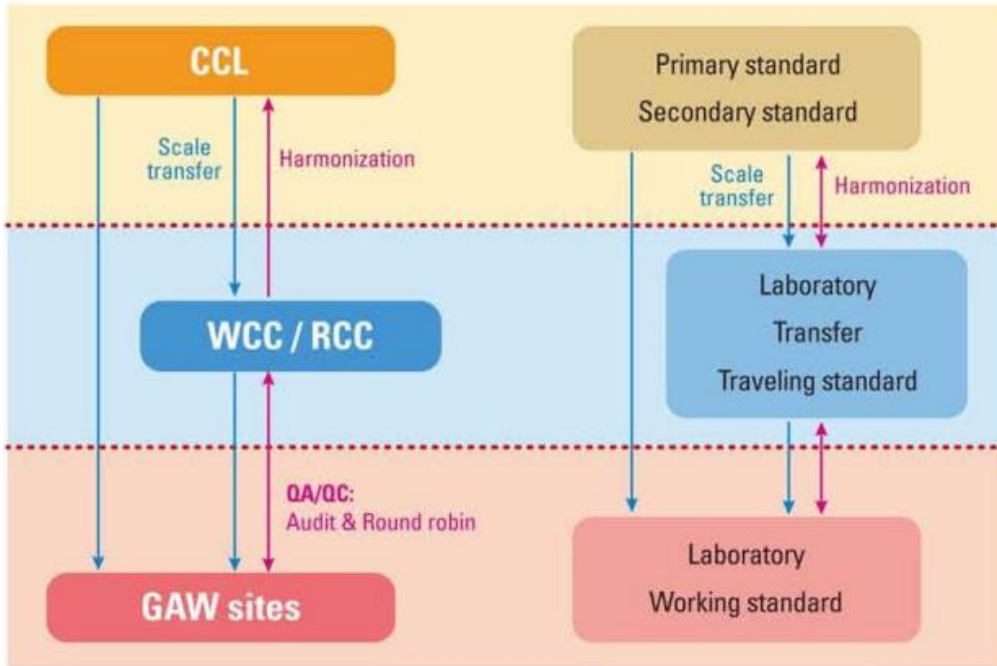 CCL
Scale
transfer
Harmonization
WCC / RCC
QA/QC:
Audit & Round robin
GAW sites
Primary standard
Secondary standard
Scale
transfer
Harmonization
Laboratory
Transfer
Traveling standard
Laboratory
Working standard